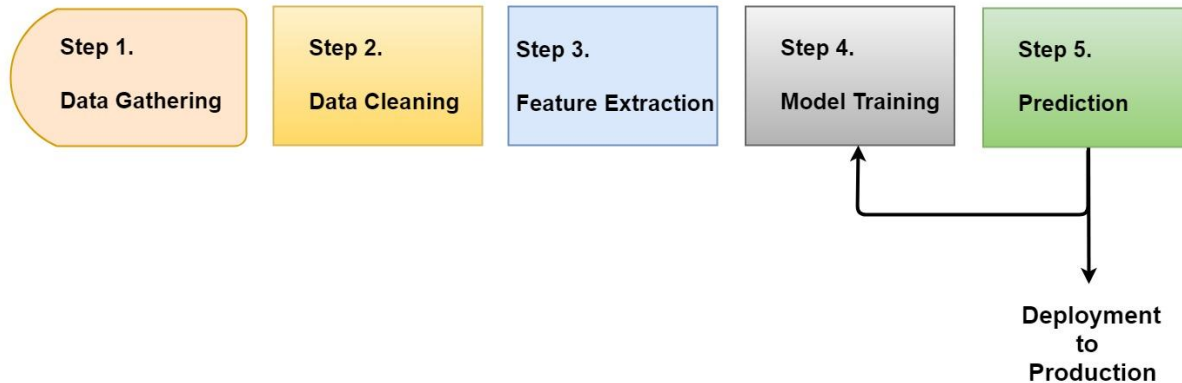 Step 1.
Data Gathering
Step 2.
Data Cleaning
Step 3.
Feature Extraction
Step 4.
Model Training
Step 5.
Prediction
Deployment
to
Production